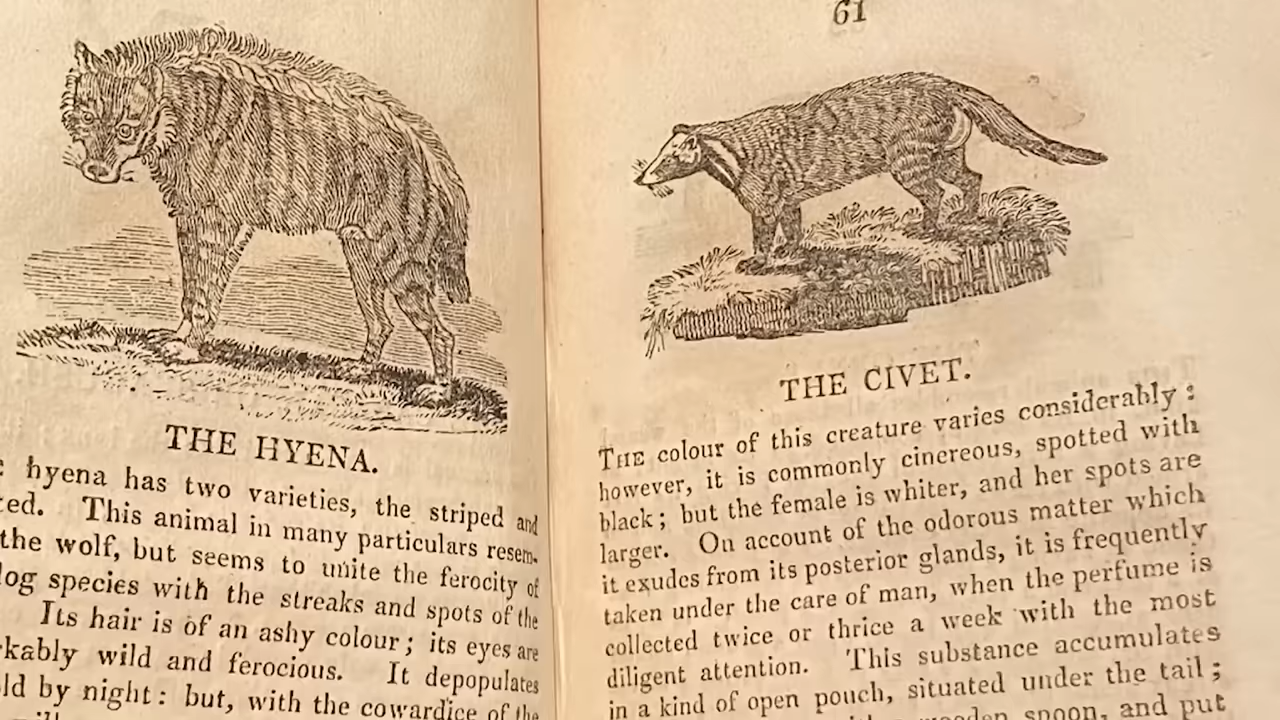 THE HYENA.
hyena has two varieties, the striped and
ted. This animal in many particulars resem-
the wolf, but seems to unite the ferocity of
dog species with the streaks and spots of the
Its hair is of an ashy colour; its eyes are
kably wild and ferocious. It depopulates
ld by night: but, with the cowardice of the
61
THE CIVET.
THE colour of this creature varies considerably:
however, it is commonly cinereous, spotted with
black; but the female is whiter, and her spots are
larger. On account of the odorous matter which
it exudes from its posterior glands, it is frequently
taken under the care of man, when the perfume is
collected twice or thrice a week with the most
diligent attention. This substance accumulates
in a kind of open pouch, situated under the tail;
wooden spoon, and put